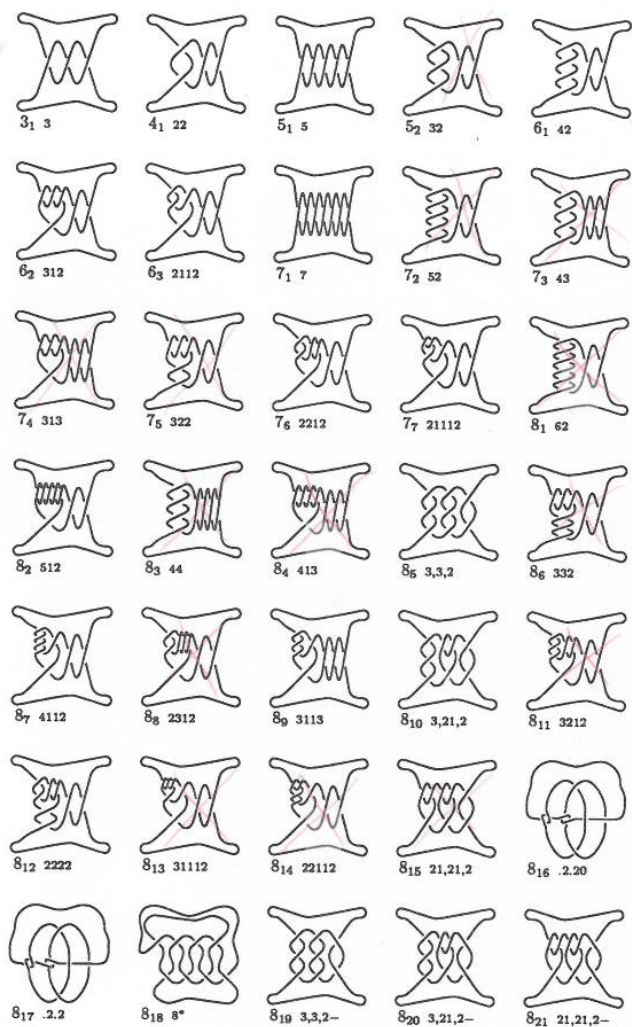 3₁ 3 4₁ 22 5₁ 5 5₂ 32 6₁ 42
6₂ 312 6₃ 2112 7₁ 7 7₂ 52 7₃ 43
7₄ 313 7₅ 322 7₆ 2212 7₇ 21112 8₁ 62
8₂ 512 8₃ 44 8₄ 413 8₅ 3,3,2 8₆ 332
8₇ 4112 8₈ 2312 8₉ 3113 8₁₀ 3,21,2 8₁₁ 3212
8₁₂ 2222 8₁₃ 31112 8₁₄ 22112 8₁₅ 21,21,2 8₁₆ .2.20
8₁₇ .2.2 8₁₈ 8* 8₁₉ 3,3,2- 8₂₀ 3,21,2- 8₂₁ 21,21,2-